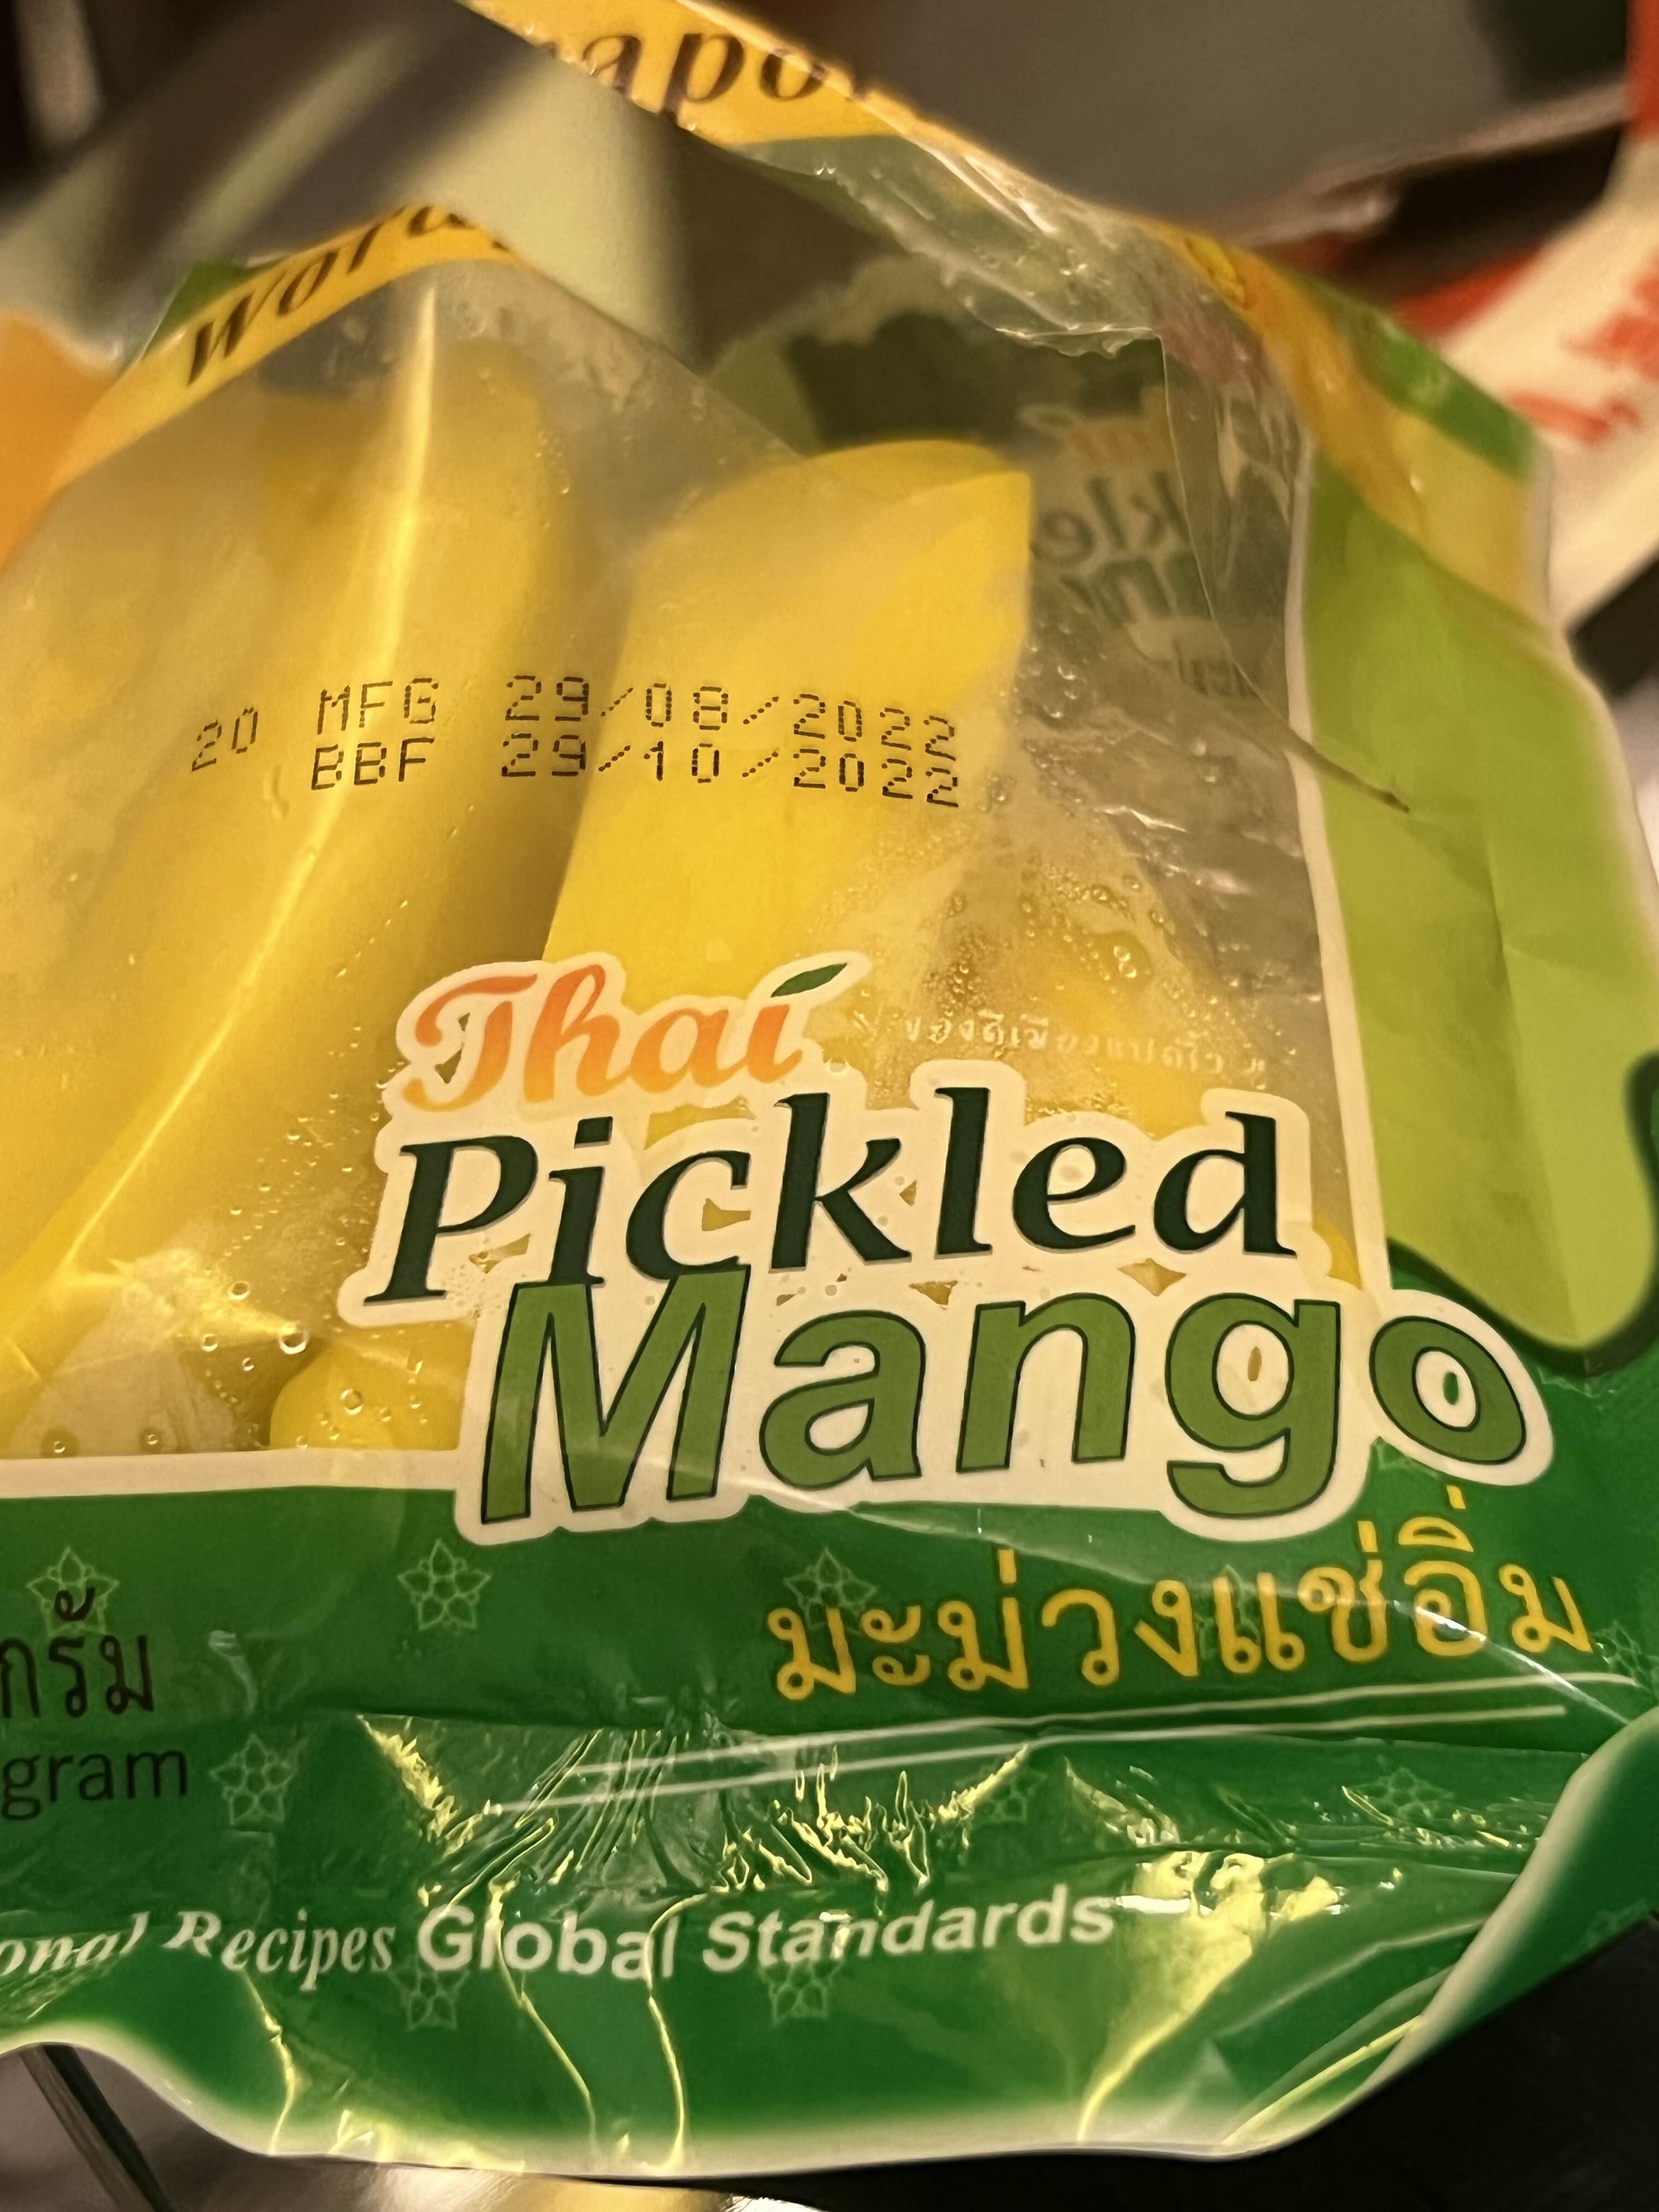 20 MFG 29/08/2022
BBF 29/10/2022
Thai
Pickled
Mango
มะม่วงแช่อิ่ม
กรัม
gram
Recipes Global Standards